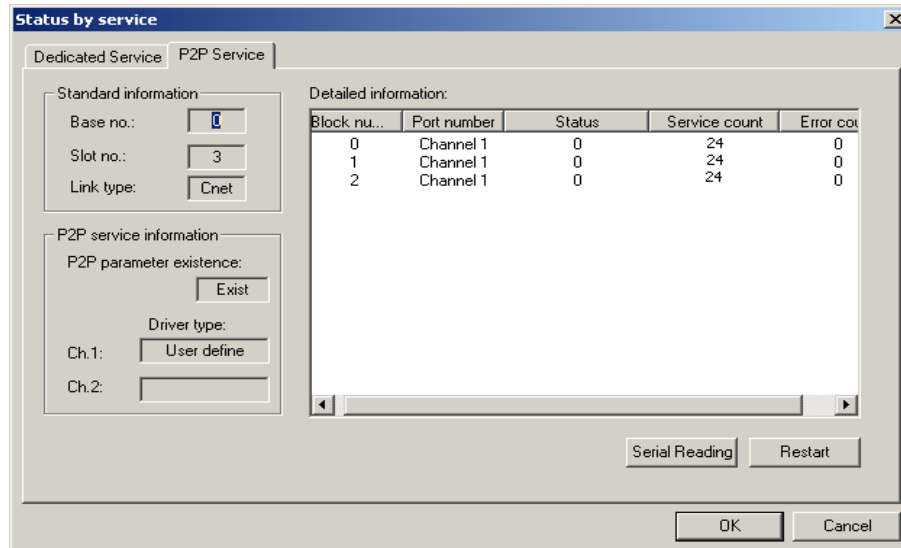 Status by service
Dedicated Service P2P Service
Standard information
Base no.: 0
Slot no.: 3
Link type: Cnet
P2P service information
P2P parameter existence:
Exist
Driver type:
Ch.1: User define
Ch.2:
Detailed information:
Block nu... Port number Status Service count Error cou
0 Channel 1 0 24 0
1 Channel 1 0 24 0
2 Channel 1 0 24 0
Serial Reading Restart
OK Cancel